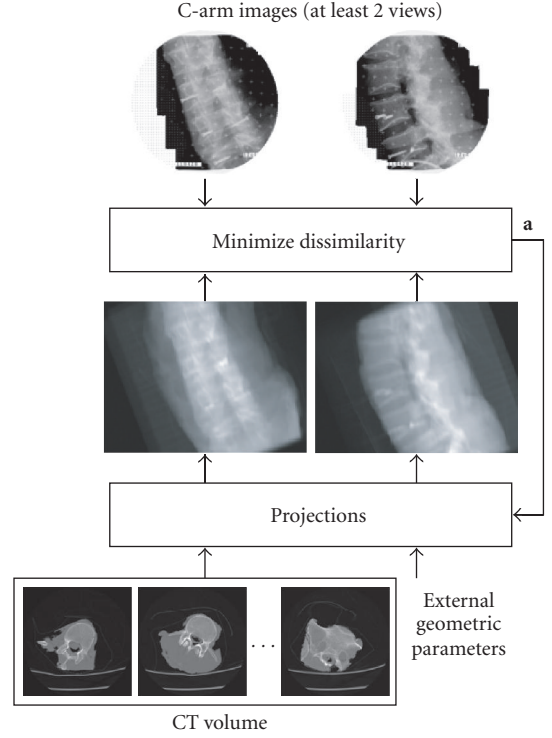 C-arm images (at least 2 views)
Minimize dissimilarity
a
Projections
External
geometric
parameters
. . .
CT volume